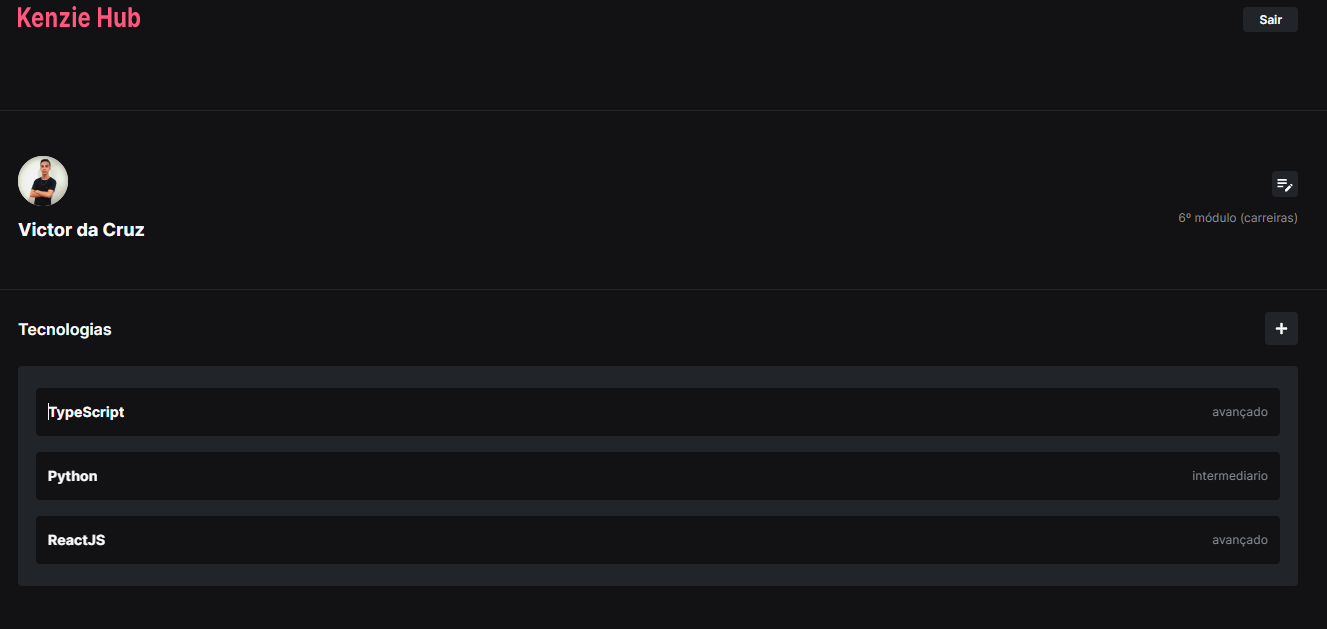 Kenzie Hub
Sair
Victor da Cruz
6º módulo (carreiras)
Tecnologias
TypeScript
avançado
Python
intermediario
ReactJS
avançado